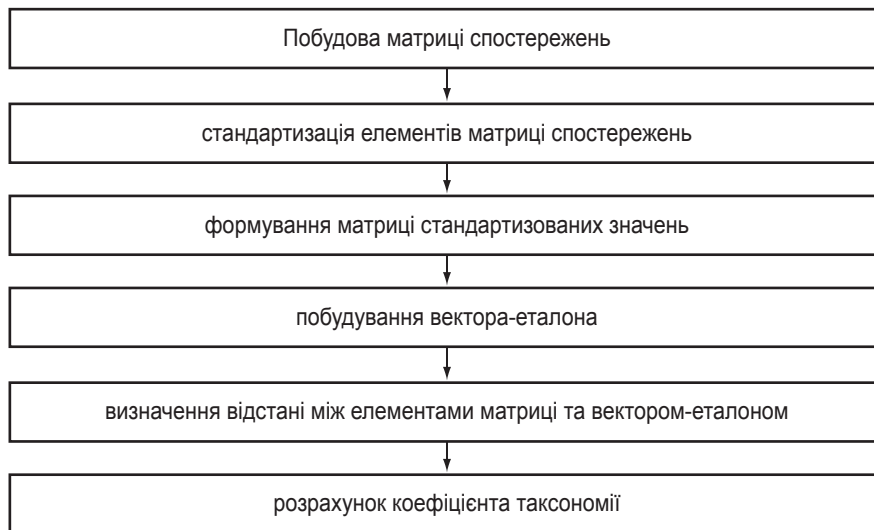 Побудова матриці спостережень
стандартизація елементів матриці спостережень
формування матриці стандартизованих значень
побудування вектора-еталона
визначення відстані між елементами матриці та вектором-еталоном
розрахунок коефіцієнта таксономії